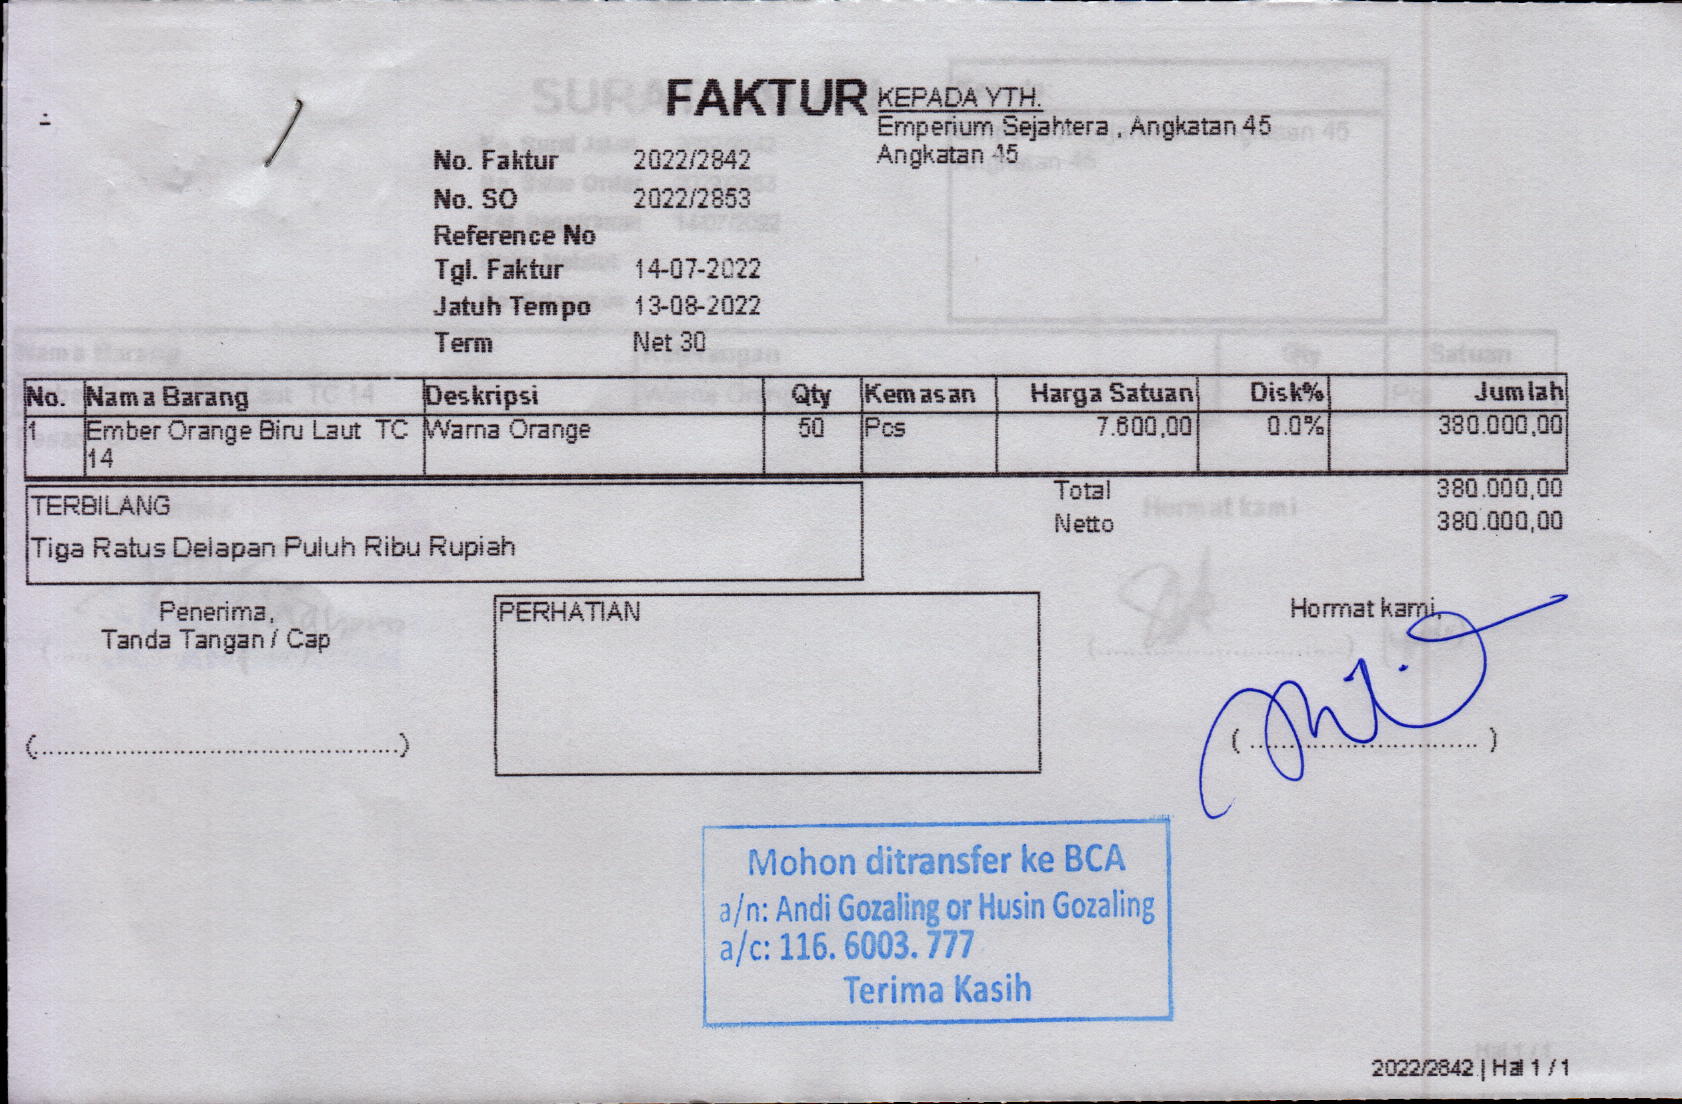 FAKTUR
KEPADA YTH.
Emperium Sejahtera , Angkatan 45
Angkatan 45
No. Faktur 2022/2842
No. SO 2022/2853
Reference No
Tgl. Faktur 14-07-2022
Jatuh Tempo 13-08-2022
Term Net 30
No. Nama Barang Deskripsi Qty Kemasan Harga Satuan Disk% Jumlah
1 Ember Orange Biru Laut TC Warna Orange 50 Pcs 7.600,00 0.0% 380.000,00
14
Total 380.000,00
Netto 380.000,00
TERBILANG
Tiga Ratus Delapan Puluh Ribu Rupiah
Penerima,
Tanda Tangan / Cap
(................................................)
PERHATIAN
Hormat kami,
( .............................. )
Mohon ditransfer ke BCA
a/n: Andi Gozaling or Husin Gozaling
a/c: 116. 6003. 777
Terima Kasih
2022/2842 | Hal 1 / 1